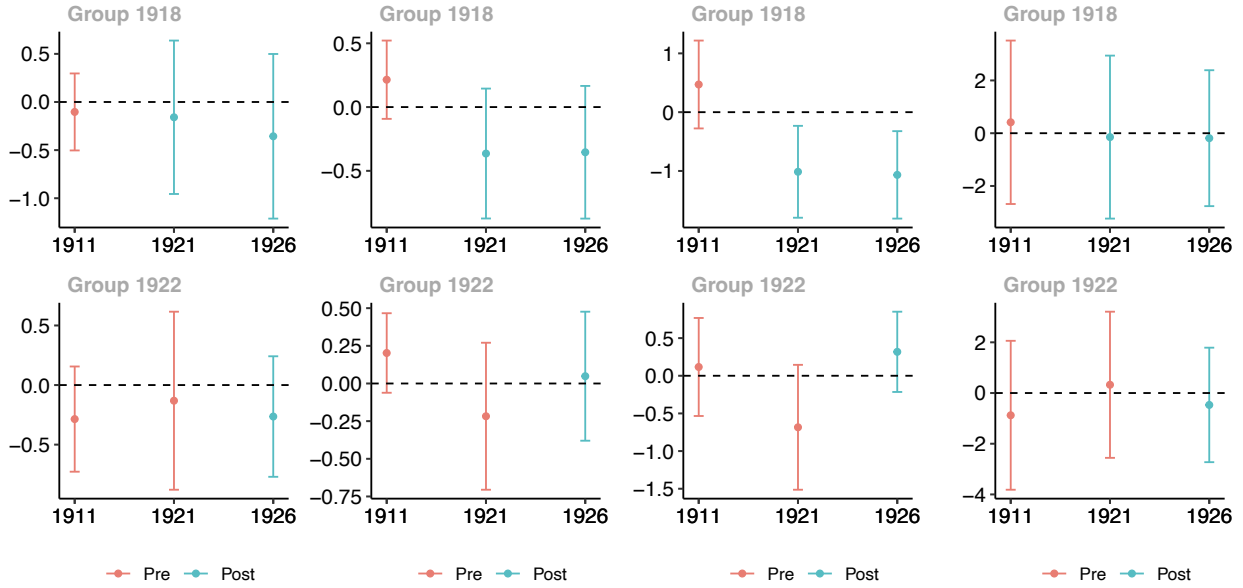 Group 1918 Group 1918 Group 1918 Group 1918
0.5 0.5 1 2
0.0 0.0 0 0
−0.5 −0.5 −1 −2
−1.0
1911 1921 1926 1911 1921 1926 1911 1921 1926 1911 1921 1926
Group 1922 Group 1922 Group 1922 Group 1922
0.5 0.50 0.5 2
0.0 0.25 0.0 0
−0.5 0.00 −0.5 −2
−0.25 −1.0 −4
−0.50 −1.5
−0.75
1911 1921 1926 1911 1921 1926 1911 1921 1926 1911 1921 1926
Pre Post Pre Post Pre Post Pre Post